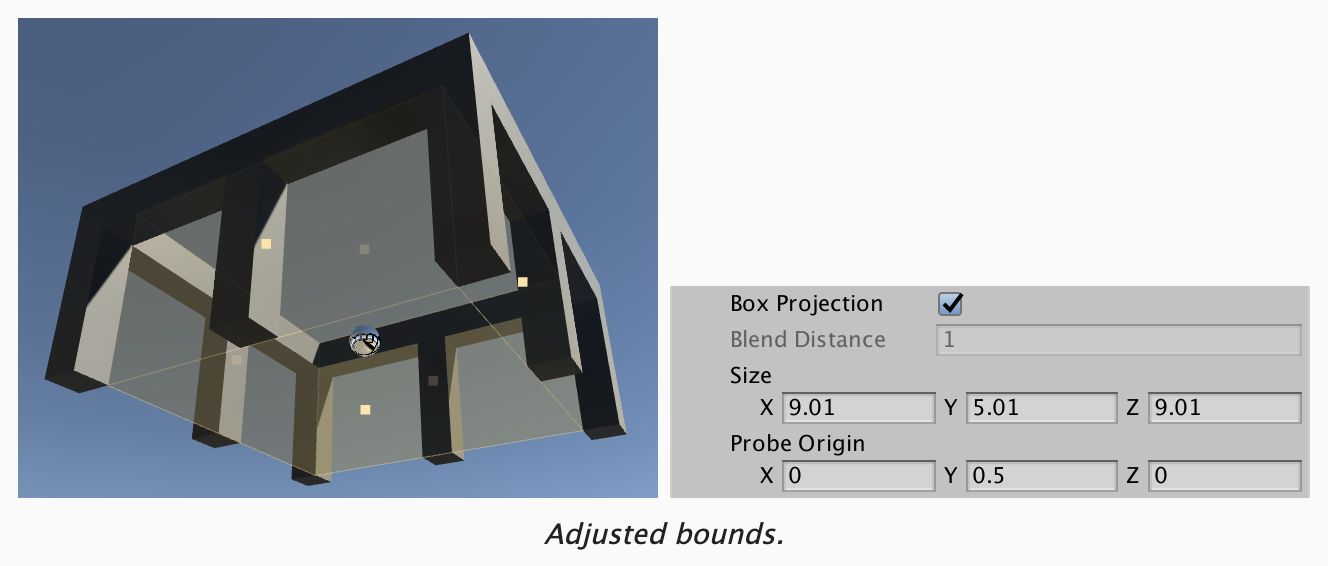 Box Projection
Blend Distance 1
Size
X 9.01 Y 5.01 Z 9.01
Probe Origin
X 0 Y 0.5 Z 0
Adjusted bounds.